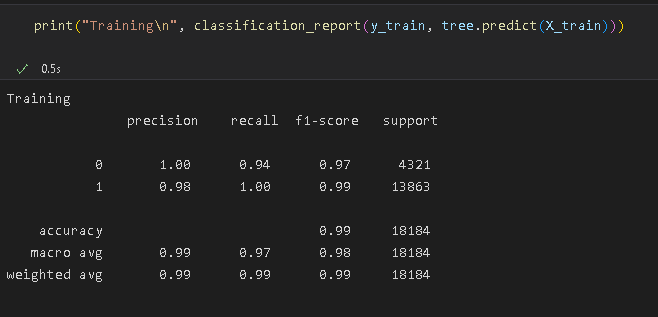 print("Training\n", classification_report(y_train, tree.predict(X_train)))
0.5s
Training
precision recall f1-score support
0 1.00 0.94 0.97 4321
1 0.98 1.00 0.99 13863
accuracy 0.99 18184
macro avg 0.99 0.97 0.98 18184
weighted avg 0.99 0.99 0.99 18184